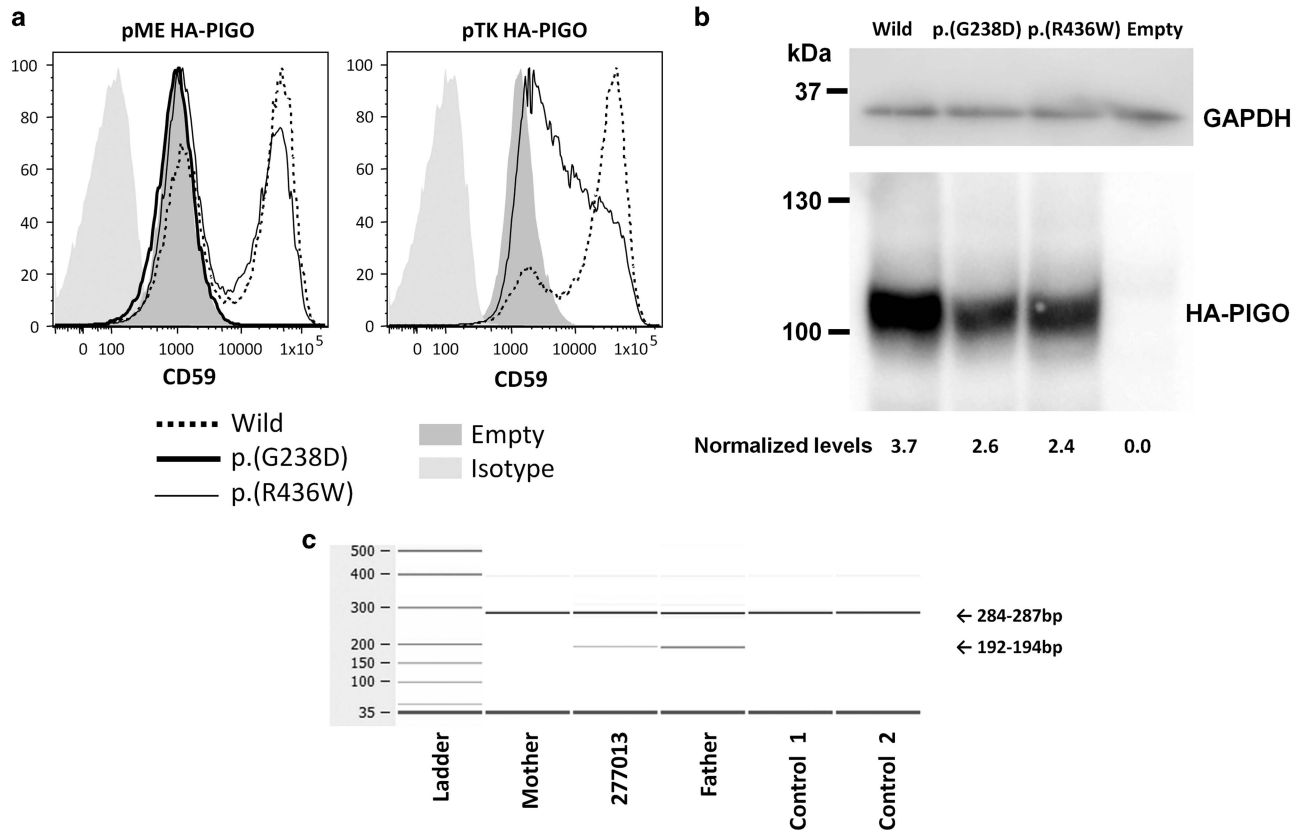 a
pME HA-PIGO
pTK HA-PIGO
100
80
60
40
20
0
0 100 1000 10000 1x10⁵
CD59
100
80
60
40
20
0
0 100 1000 10000 1x10⁵
CD59
Wild
p.(G238D)
p.(R436W)
Empty
Isotype
b
Wild p.(G238D) p.(R436W) Empty
kDa
37
GAPDH
130
100
HA-PIGO
Normalized levels 3.7 2.6 2.4 0.0
c
500
400
300
200
150
100
35
← 284-287bp
← 192-194bp
Ladder
Mother
277013
Father
Control 1
Control 2